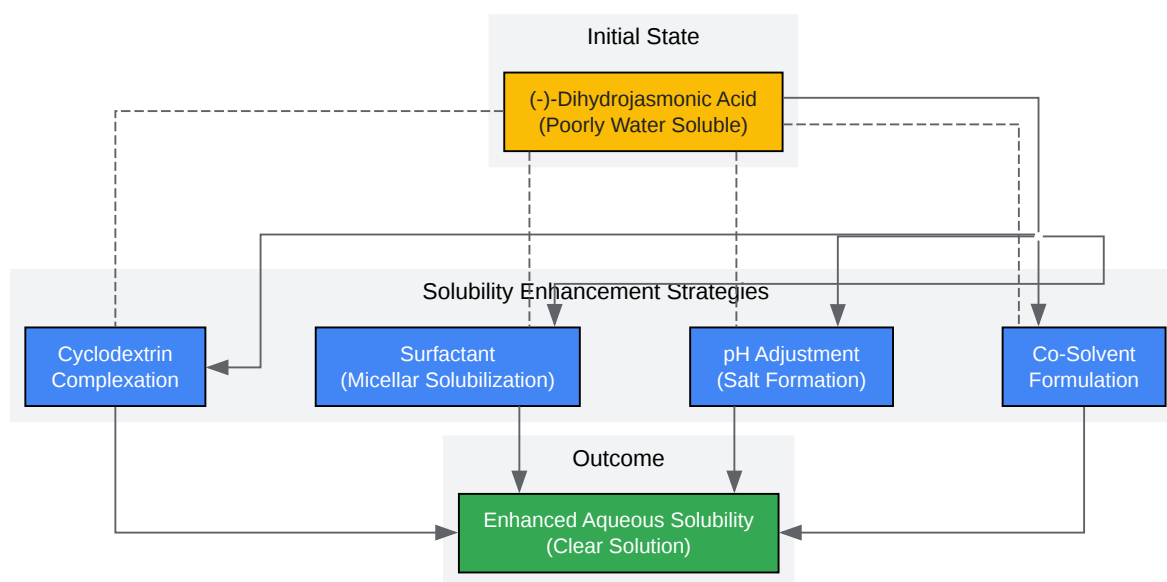 Initial State
(-)-Dihydrojasmonic Acid
(Poorly Water Soluble)
Solubility Enhancement Strategies
Cyclodextrin
Complexation
Surfactant
(Micellar Solubilization)
pH Adjustment
(Salt Formation)
Co-Solvent
Formulation
Outcome
Enhanced Aqueous Solubility
(Clear Solution)